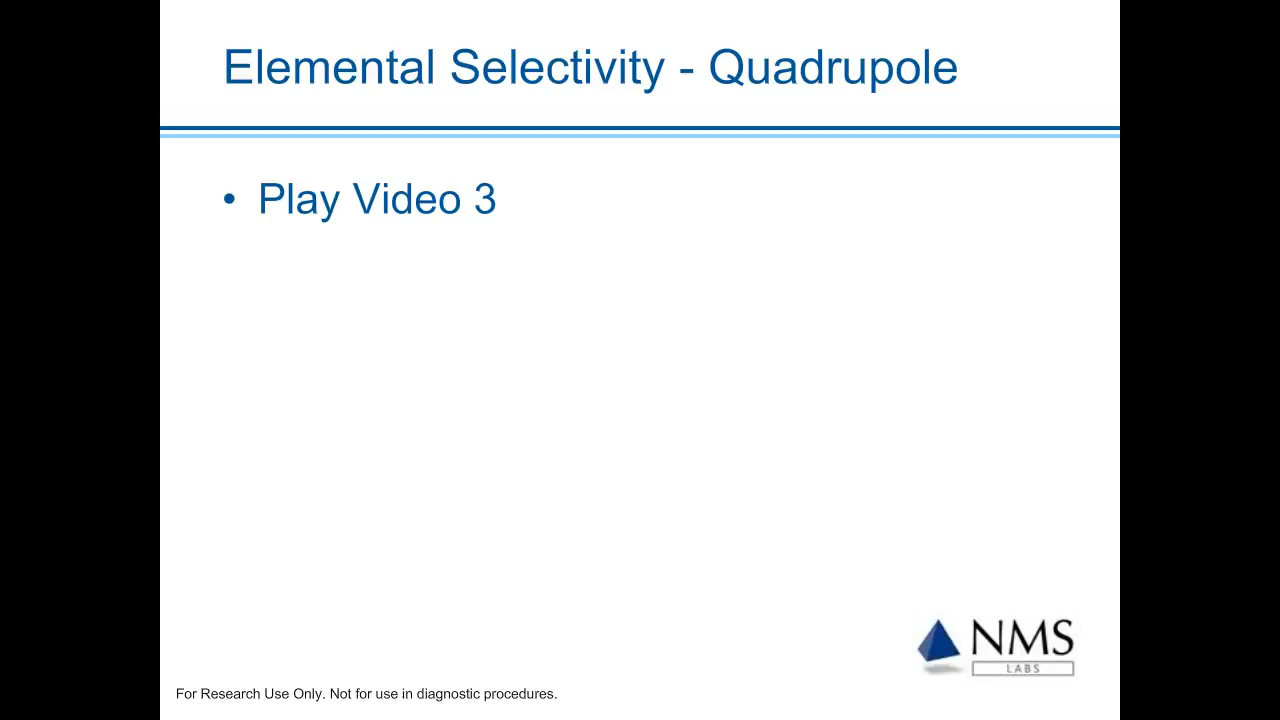 Elemental Selectivity - Quadrupole
• Play Video 3
NMS
LABS
For Research Use Only. Not for use in diagnostic procedures.